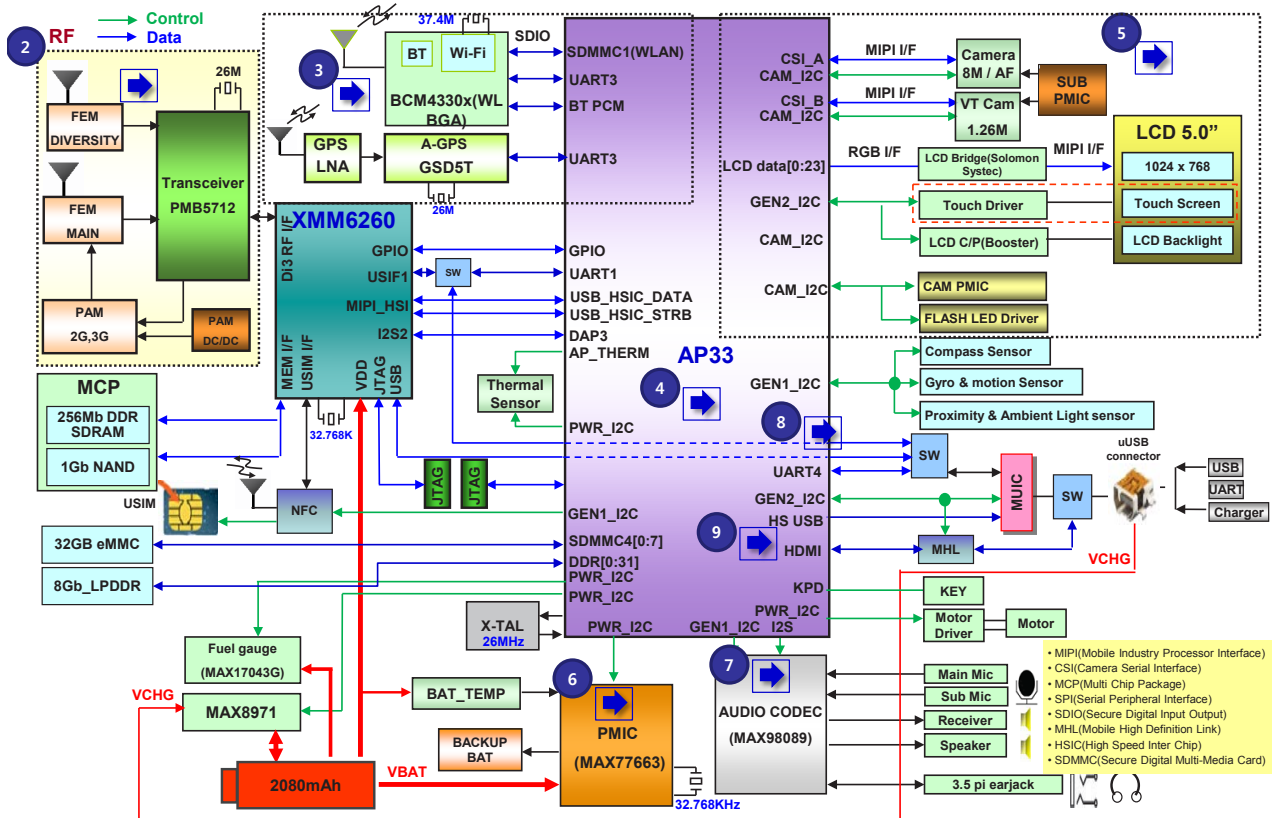 Control
Data
2
RF
26M
FEM
DIVERSITY
FEM
MAIN
Transceiver
PMB5712
PAM
2G,3G
PAM
DC/DC
3
37.4M
BT
Wi-Fi
BCM4330x(WL
BGA)
SDIO
GPS
LNA
A-GPS
GSD5T
26M
SDMMC1(WLAN)
UART3
BT PCM
UART3
XMM6260
Di3 RF I/F
GPIO
USIF1
MIPI_HSI
I2S2
MEM I/F
USIM I/F
VDD
JTAG
USB
32.768K
SW
GPIO
UART1
USB_HSIC_DATA
USB_HSIC_STRB
DAP3
AP_THERM
Thermal
Sensor
PWR_I2C
AP33
4
CSI_A
CAM_I2C
CSI_B
CAM_I2C
LCD data[0:23]
GEN2_I2C
CAM_I2C
CAM_I2C
GEN1_I2C
MIPI I/F
MIPI I/F
RGB I/F
MIPI I/F
5
Camera
8M / AF
VT Cam
1.26M
SUB
PMIC
LCD Bridge(Solomon
Systec)
Touch Driver
LCD C/P(Booster)
LCD 5.0”
1024 x 768
Touch Screen
LCD Backlight
CAM PMIC
FLASH LED Driver
Compass Sensor
Gyro & motion Sensor
Proximity & Ambient Light sensor
MCP
256Mb DDR
SDRAM
1Gb NAND
USIM
NFC
JTAG
JTAG
32GB eMMC
8Gb_LPDDR
GEN1_I2C
SDMMC4[0:7]
DDR[0:31]
PWR_I2C
PWR_I2C
8
UART4
GEN2_I2C
HS USB
9
HDMI
KPD
PWR_I2C
SW
MUIC
SW
MHL
uUSB
connector
USB
UART
Charger
VCHG
KEY
Motor
Driver
Motor
X-TAL
26MHz
PWR_I2C
GEN1_I2C
I2S
Fuel gauge
(MAX17043G)
VCHG
MAX8971
2080mAh
VBAT
BAT_TEMP
BACKUP
BAT
6
PMIC
(MAX77663)
32.768KHz
7
AUDIO CODEC
(MAX98089)
Main Mic
Sub Mic
Receiver
Speaker
3.5 pi earjack
• MIPI(Mobile Industry Processor Interface)
• CSI(Camera Serial Interface)
• MCP(Multi Chip Package)
• SPI(Serial Peripheral Interface)
• SDIO(Secure Digital Input Output)
• MHL(Mobile High Definition Link)
• HSIC(High Speed Inter Chip)
• SDMMC(Secure Digital Multi-Media Card)